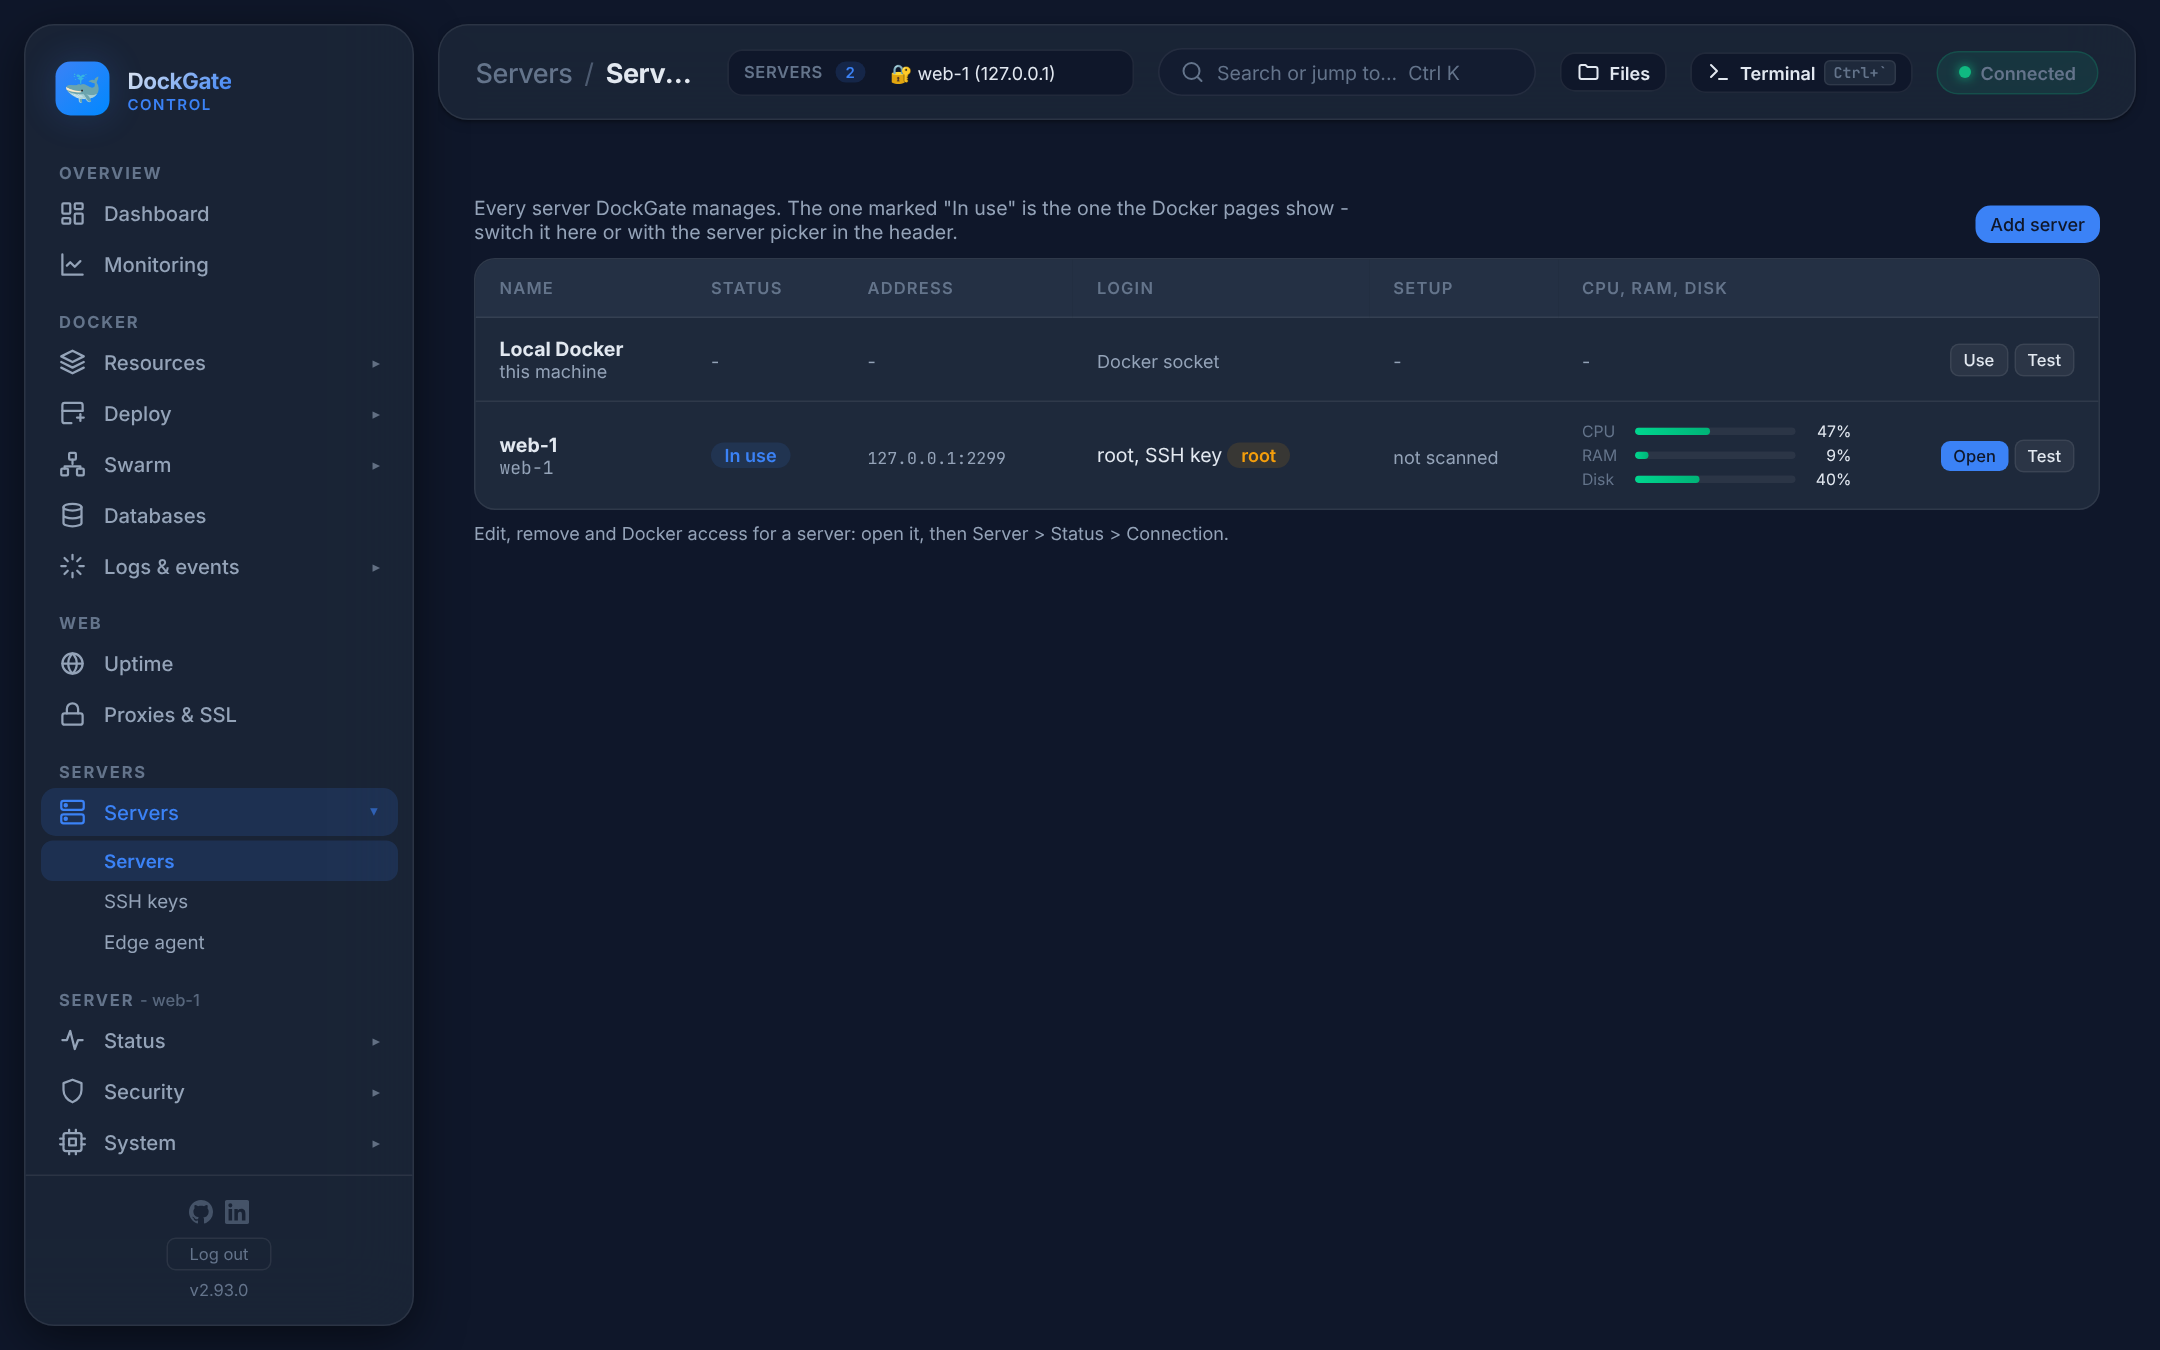 DockGate
CONTROL
OVERVIEW
Dashboard
Monitoring
DOCKER
Resources
Deploy
Swarm
Databases
Logs & events
WEB
Uptime
Proxies & SSL
SERVERS
Servers
Servers
SSH keys
Edge agent
SERVER - web-1
Status
Security
System
Log out
v2.93.0
Servers / Serv...
SERVERS 2 web-1 (127.0.0.1)
Search or jump to... Ctrl K
Files
Terminal Ctrl+`
Connected
Every server DockGate manages. The one marked "In use" is the one the Docker pages show -
switch it here or with the server picker in the header.
Add server
NAME STATUS ADDRESS LOGIN SETUP CPU, RAM, DISK
Local Docker
this machine
- - Docker socket - -
Use Test
web-1
web-1
In use 127.0.0.1:2299 root, SSH key root not scanned
CPU 47%
RAM 9%
Disk 40%
Open Test
Edit, remove and Docker access for a server: open it, then Server > Status > Connection.